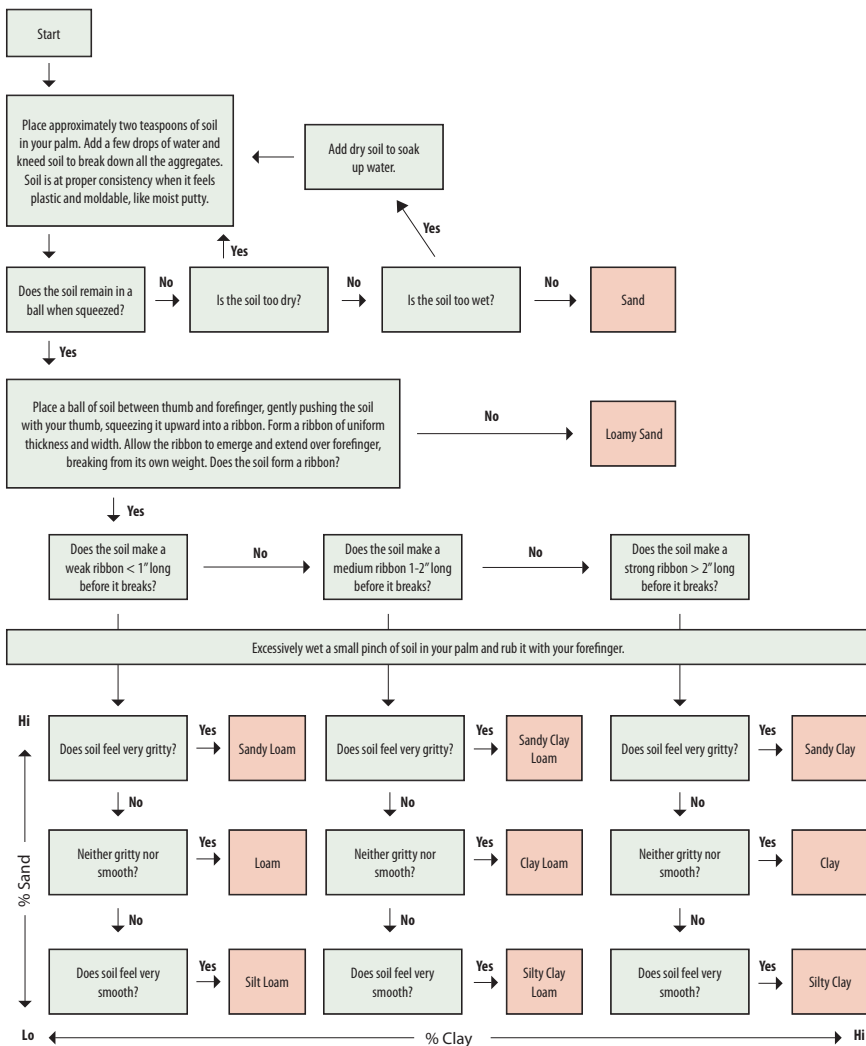 Start
Place approximately two teaspoons of soil
in your palm. Add a few drops of water and
kneed soil to break down all the aggregates.
Soil is at proper consistency when it feels
plastic and moldable, like moist putty.
Add dry soil to soak
up water.
Yes
Yes
Does the soil remain in a
ball when squeezed?
No
Is the soil too dry?
No
Is the soil too wet?
No
Sand
Yes
Place a ball of soil between thumb and forefinger, gently pushing the soil
with your thumb, squeezing it upward into a ribbon. Form a ribbon of uniform
thickness and width. Allow the ribbon to emerge and extend over forefinger,
breaking from its own weight. Does the soil form a ribbon?
No
Loamy Sand
Yes
Does the soil make a
weak ribbon < 1" long
before it breaks?
No
Does the soil make a
medium ribbon 1-2" long
before it breaks?
No
Does the soil make a
strong ribbon > 2" long
before it breaks?
Excessively wet a small pinch of soil in your palm and rub it with your forefinger.
Hi
Does soil feel very gritty?
Yes
Sandy Loam
Does soil feel very gritty?
Yes
Sandy Clay
Loam
Does soil feel very gritty?
Yes
Sandy Clay
No
No
No
% Sand
Neither gritty nor
smooth?
Yes
Loam
Neither gritty nor
smooth?
Yes
Clay Loam
Neither gritty nor
smooth?
Yes
Clay
No
No
No
Does soil feel very
smooth?
Yes
Silt Loam
Does soil feel very
smooth?
Yes
Silty Clay
Loam
Does soil feel very
smooth?
Yes
Silty Clay
Lo
% Clay
Hi